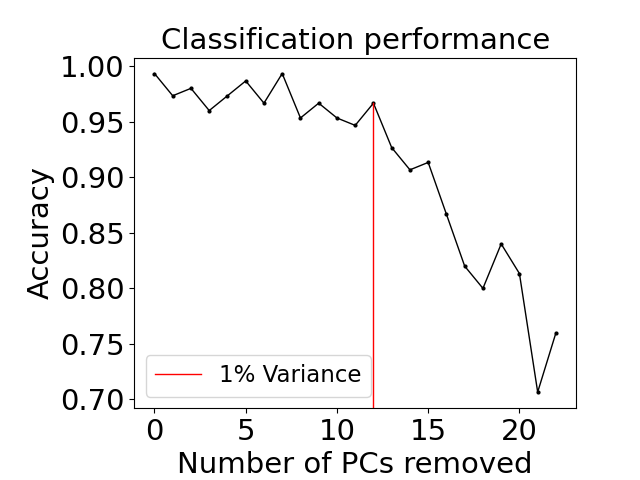 Classification performance
1.00
0.95
0.90
0.85
0.80
0.75
0.70
Accuracy
1% Variance
0 5 10 15 20
Number of PCs removed